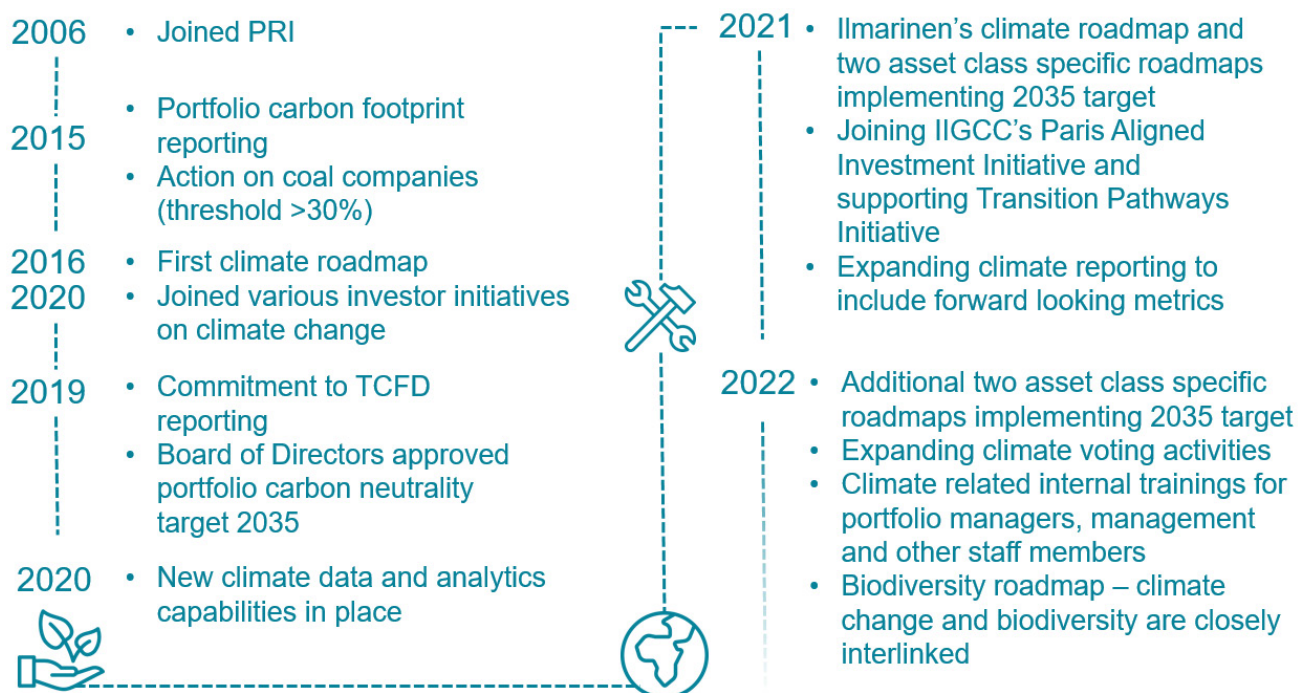 2006
• Joined PRI
2015
• Portfolio carbon footprint
reporting
• Action on coal companies
(threshold >30%)
2016
• First climate roadmap
2020
• Joined various investor initiatives
on climate change
2019
• Commitment to TCFD
reporting
• Board of Directors approved
portfolio carbon neutrality
target 2035
2020
• New climate data and analytics
capabilities in place
2021
• Ilmarinen’s climate roadmap and
two asset class specific roadmaps
implementing 2035 target
• Joining IIGCC’s Paris Aligned
Investment Initiative and
supporting Transition Pathways
Initiative
• Expanding climate reporting to
include forward looking metrics
2022
• Additional two asset class specific
roadmaps implementing 2035 target
• Expanding climate voting activities
• Climate related internal trainings for
portfolio managers, management
and other staff members
• Biodiversity roadmap – climate
change and biodiversity are closely
interlinked